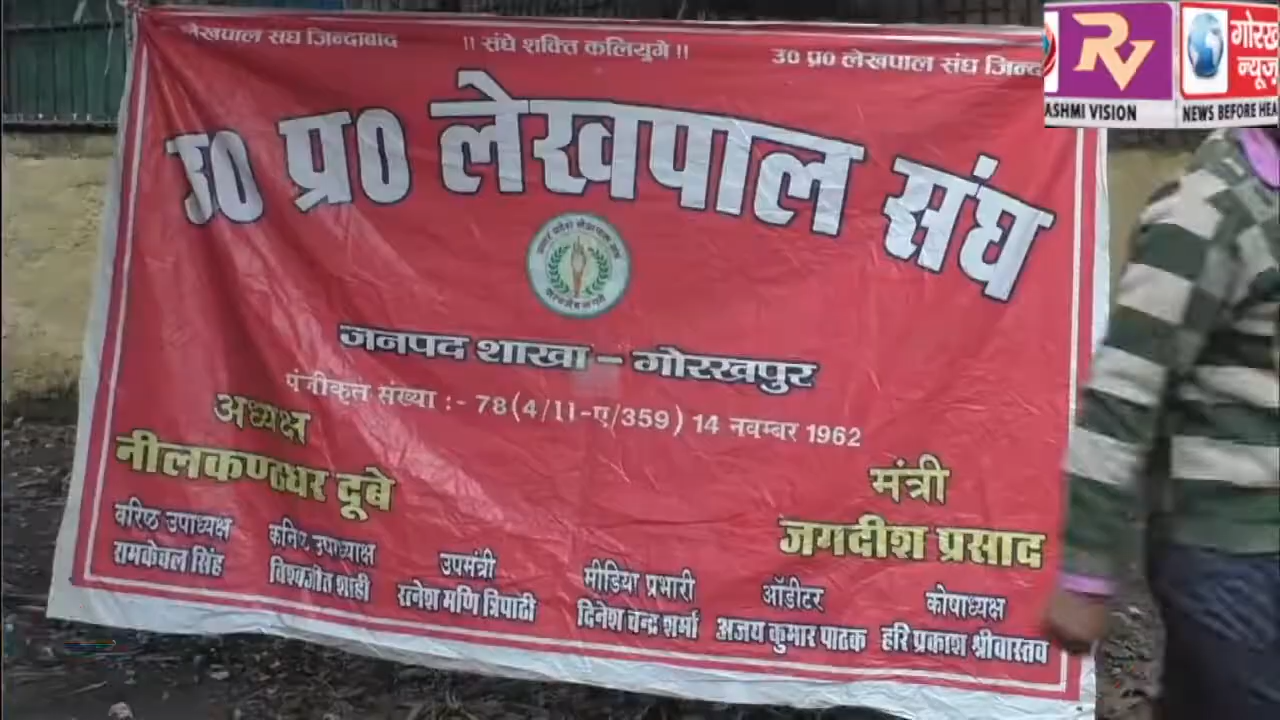 लेखपाल संघ जिन्दाबाद
!! संघे शक्ति कलियुगे !!
उ0 प्र0 लेखपाल संघ जिन्द
उ0 प्र0 लेखपाल संघ
जनपद शाखा – गोरखपुर
पंजीकृत संख्या :- 78(4/11-ए/359) 14 नवम्बर 1962
अध्यक्ष
नीलकण्ठधर दूबे
मंत्री
जगदीश प्रसाद
वरिष्ठ उपाध्यक्ष
रामकेवल सिंह
कनिष्ठ उपाध्याक्ष
विश्वजीत शाही
उपमंत्री
रत्नेश मणि त्रिपाठी
मीडिया प्रभारी
दिनेश चन्द्र शर्मा
ऑडीटर
अजय कुमार पाठक
कोपाध्यक्ष
हरि प्रकाश श्रीवास्तव
RV
ASHMI VISION
गोरख
न्यूज़
NEWS BEFORE HEA